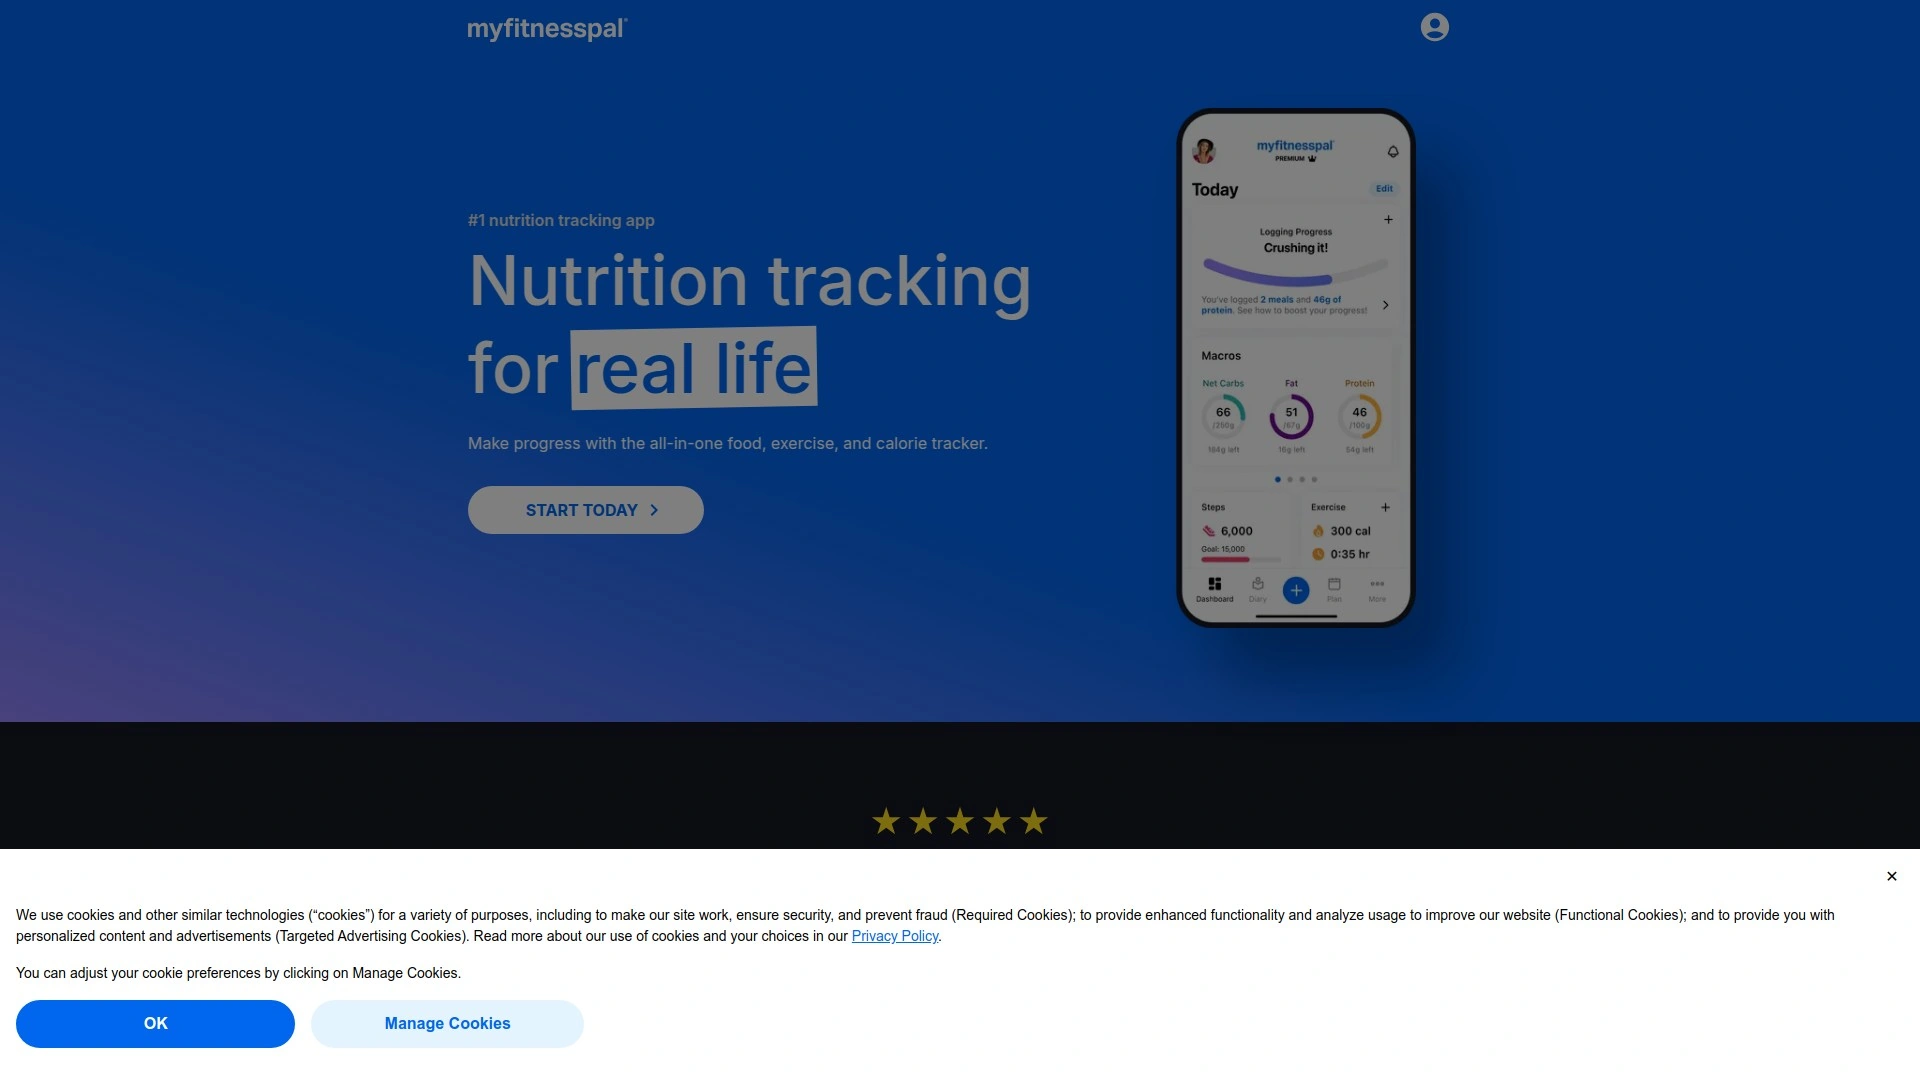 myfitnesspal
#1 nutrition tracking app
Nutrition tracking
for real life
Make progress with the all-in-one food, exercise, and calorie tracker.
START TODAY
myfitnesspal
PREMIUM
Today
Edit
Logging Progress
Crushing it!
You've logged 2 meals and 46g of
protein. See how to boost your progress!
Macros
Net Carbs Fat Protein
66 51 46
/250g /67g /100g
184g left 16g left 54g left
Steps Exercise
6,000 300 cal
Goal: 15,000
0:35 hr
Dashboard Diary Plan More
We use cookies and other similar technologies (“cookies”) for a variety of purposes, including to make our site work, ensure security, and prevent fraud (Required Cookies); to provide enhanced functionality and analyze usage to improve our website (Functional Cookies); and to provide you with
personalized content and advertisements (Targeted Advertising Cookies). Read more about our use of cookies and your choices in our Privacy Policy.
You can adjust your cookie preferences by clicking on Manage Cookies.
OK Manage Cookies